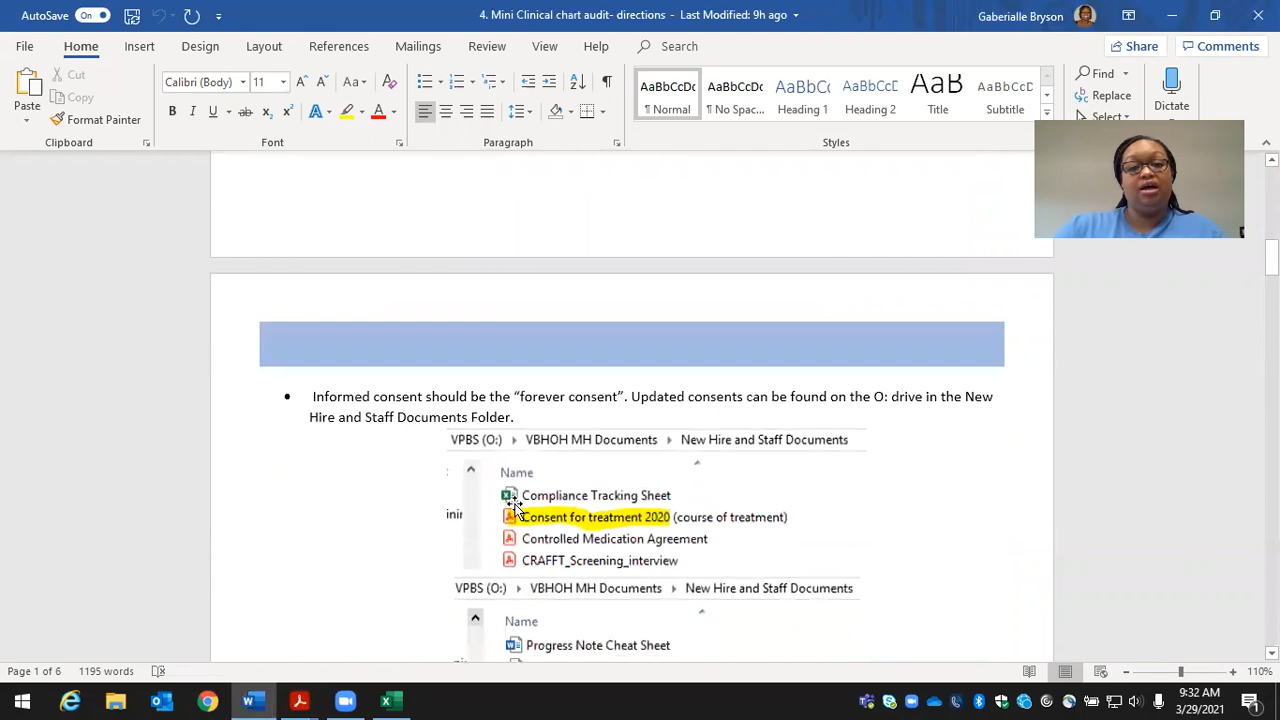 AutoSave On 4. Mini Clinical chart audit- directions - Last Modified: 9h ago Gaberialle Bryson
File Home Insert Design Layout References Mailings Review View Help Search Share Comments
Paste Cut Copy Format Painter
Calibri (Body) 11
AaBbCcDc AaBbCcDc AaBbCc AaBbCcC AaB AaBbCcD
¶ Normal ¶ No Spac... Heading 1 Heading 2 Title Subtitle
Find Replace Select Dictate
Clipboard Font Paragraph Styles
• Informed consent should be the “forever consent”. Updated consents can be found on the O: drive in the New
Hire and Staff Documents Folder.
VPBS (O:) VBHOH MH Documents New Hire and Staff Documents
Name
Compliance Tracking Sheet
Consent for treatment 2020 (course of treatment)
Controlled Medication Agreement
CRAFFT_Screening_interview
VPBS (O:) VBHOH MH Documents New Hire and Staff Documents
Name
Progress Note Cheat Sheet
Page 1 of 6 1195 words 110%
9:32 AM
3/29/2021